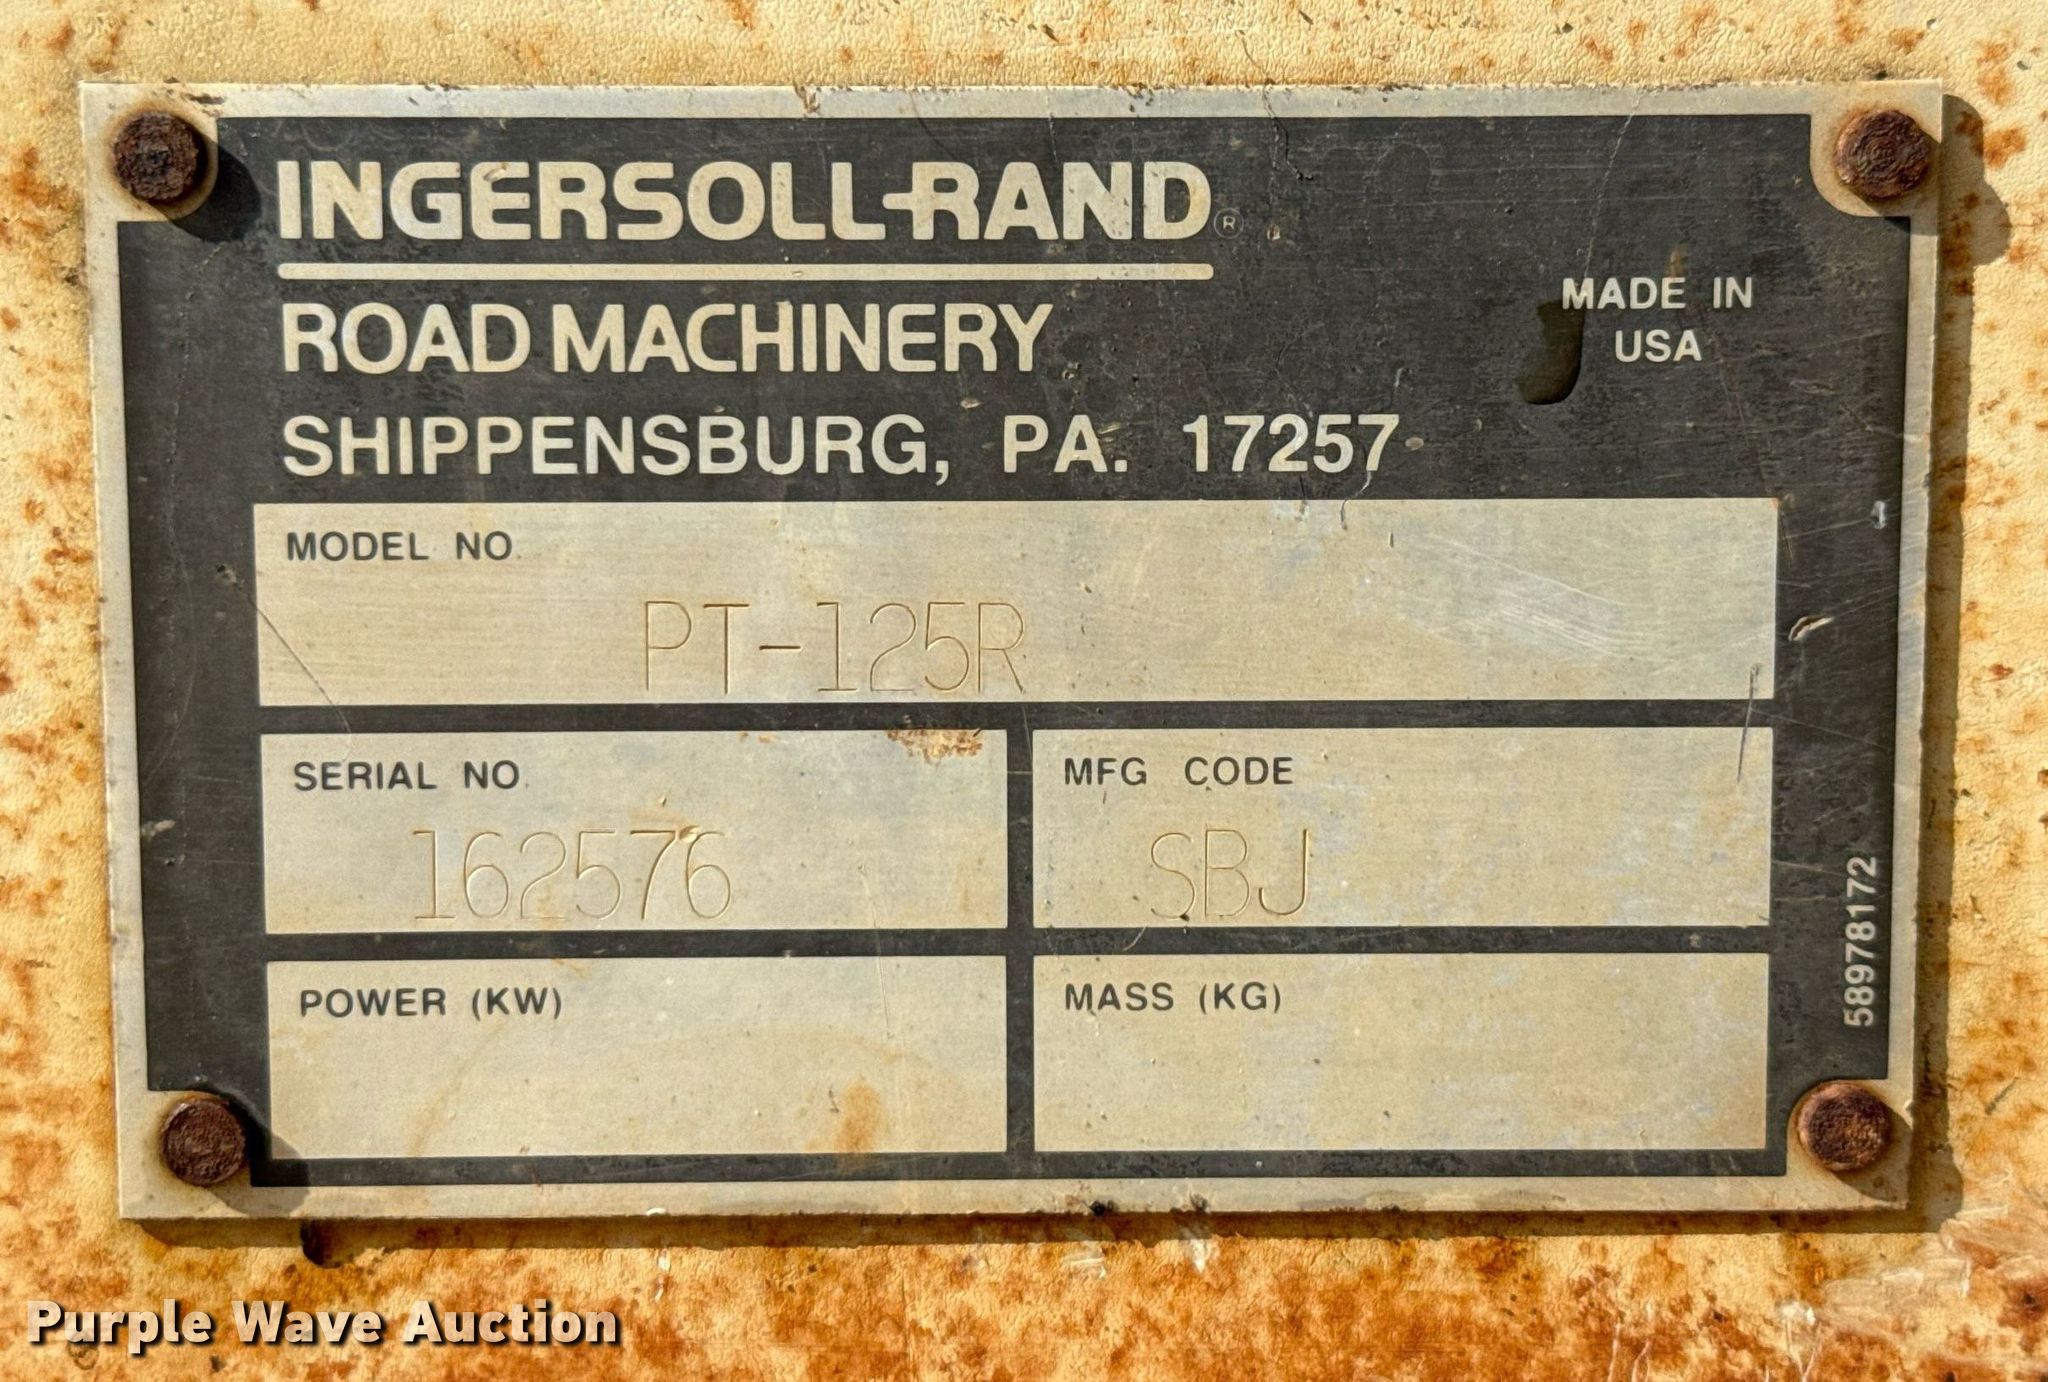 INGERSOLL-RAND®
ROAD MACHINERY
MADE IN
USA
SHIPPENSBURG, PA. 17257
MODEL NO.
PT-125R
SERIAL NO.
162576
MFG CODE
SBJ
POWER (KW)
MASS (KG)
58978172
Purple Wave Auction